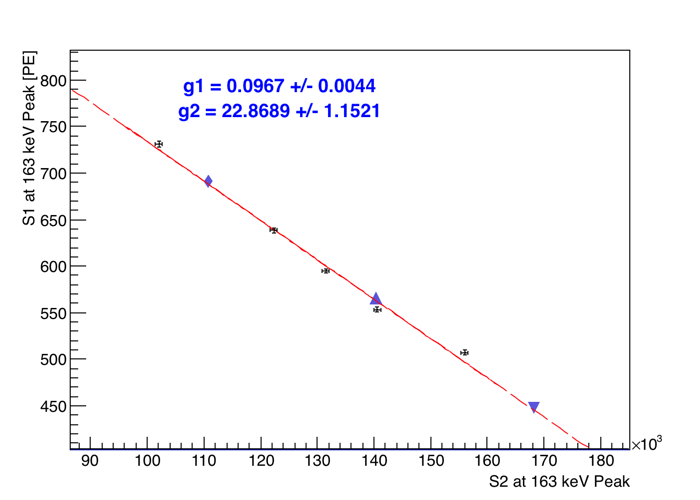 g1 = 0.0967 +/- 0.0044
g2 = 22.8689 +/- 1.1521
S1 at 163 keV Peak [PE]
800
750
700
650
600
550
500
450
90 100 110 120 130 140 150 160 170 180
×10³
S2 at 163 keV Peak